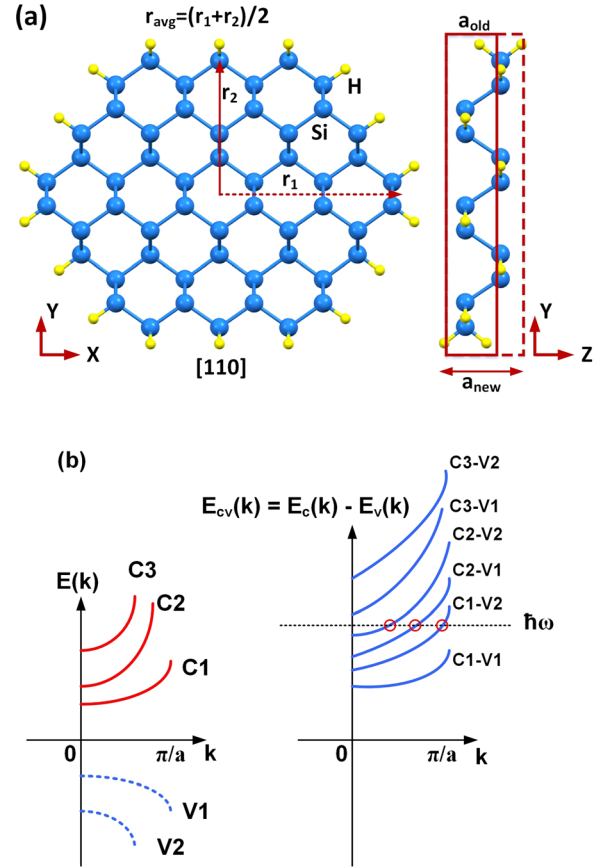 (a)
r_avg=(r₁+r₂)/2
H
r₂
Si
r₁
Y
X
[110]
a_old
Y
Z
a_new
(b)
E_cv(k) = E_c(k) - E_v(k)
E(k)
C3
C2
C1
0
π/a
k
V1
V2
C3-V2
C3-V1
C2-V2
C2-V1
C1-V2
ħω
C1-V1
0
π/a
k